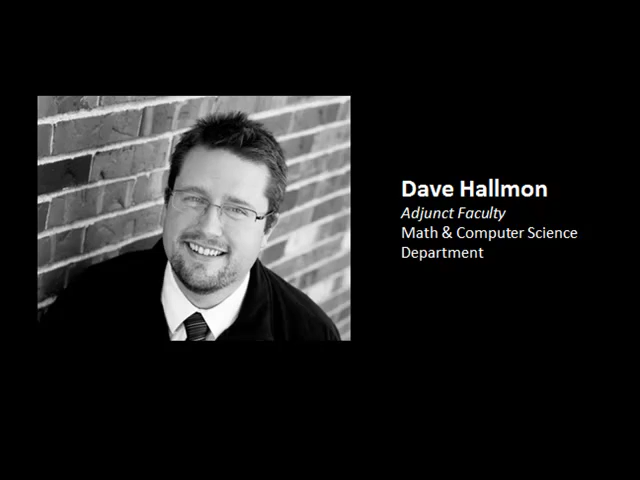 Dave Hallmon
Adjunct Faculty
Math & Computer Science
Department